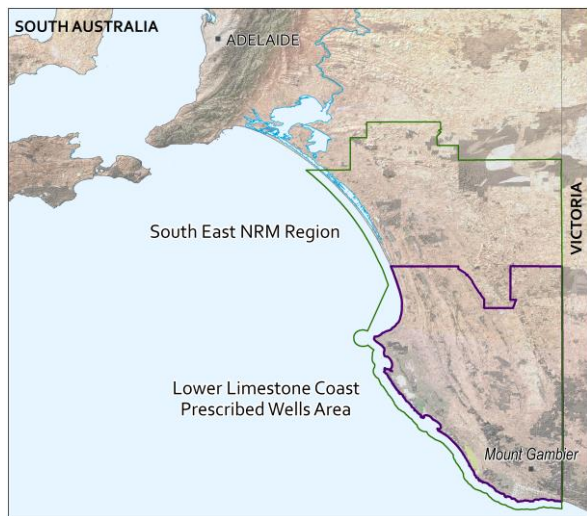 SOUTH AUSTRALIA
ADELAIDE
VICTORIA
South East NRM Region
Lower Limestone Coast
Prescribed Wells Area
Mount Gambier